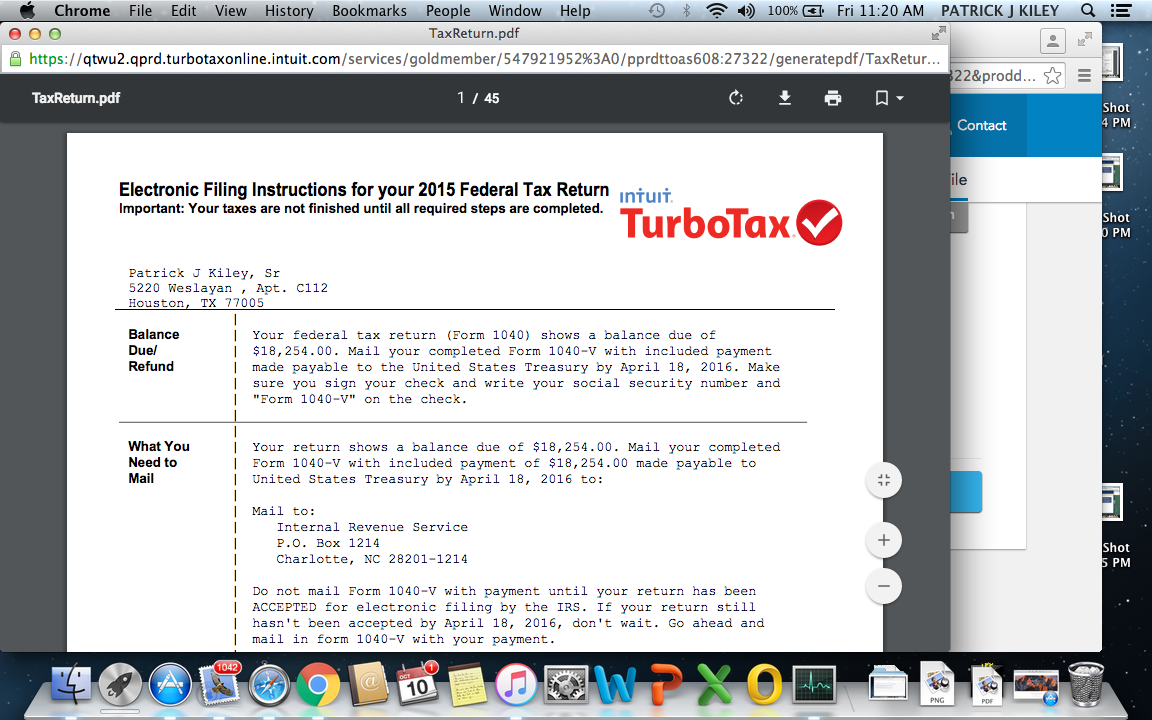 Chrome File Edit View History Bookmarks People Window Help 100% Fri 11:20 AM PATRICK J KILEY
TaxReturn.pdf
https://qtwu2.qprd.turbotaxonline.intuit.com/services/goldmember/547921952%3A0/pprdttoas608:27322/generatepdf/TaxRetur...
322&prodd...
TaxReturn.pdf 1 / 45
Contact
ile
Shot
4 PM
Shot
0 PM
Shot
5 PM
Electronic Filing Instructions for your 2015 Federal Tax Return
Important: Your taxes are not finished until all required steps are completed.
intuit
TurboTax
Patrick J Kiley, Sr
5220 Weslayan , Apt. C112
Houston, TX 77005
Balance
Due/
Refund
Your federal tax return (Form 1040) shows a balance due of
$18,254.00. Mail your completed Form 1040-V with included payment
made payable to the United States Treasury by April 18, 2016. Make
sure you sign your check and write your social security number and
"Form 1040-V" on the check.
What You
Need to
Mail
Your return shows a balance due of $18,254.00. Mail your completed
Form 1040-V with included payment of $18,254.00 made payable to
United States Treasury by April 18, 2016 to:
Mail to:
Internal Revenue Service
P.O. Box 1214
Charlotte, NC 28201-1214
Do not mail Form 1040-V with payment until your return has been
ACCEPTED for electronic filing by the IRS. If your return still
hasn't been accepted by April 18, 2016, don't wait. Go ahead and
mail in form 1040-V with your payment.
1042
1
OCT
10
W P X O
PNG
PDF